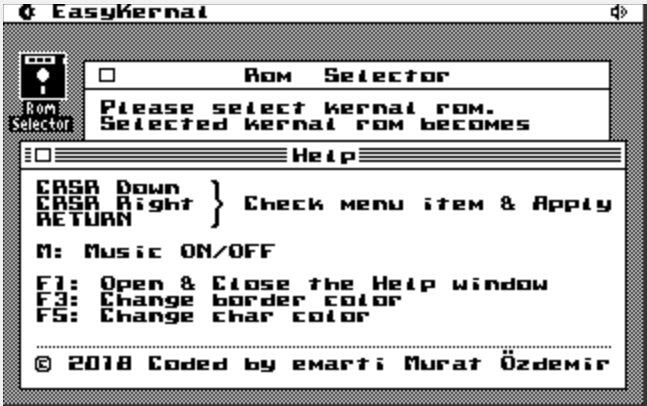 EasyKernal
Rom Selector
Rom Selector
Please select kernal rom.
Selected kernal rom becomes
Help
CRSR Down
CRSR Right
RETURN
Check menu item & Apply
M: Music ON/OFF
F1: Open & Close the Help window
F3: Change border color
F5: Change char color
© 2018 Coded by emarti Murat Özdemir